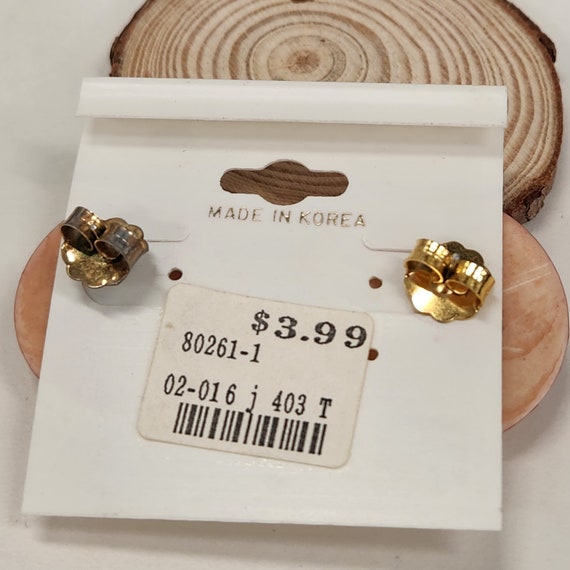 MADE IN KOREA
$3.99
80261-1
02-016 j 403 T